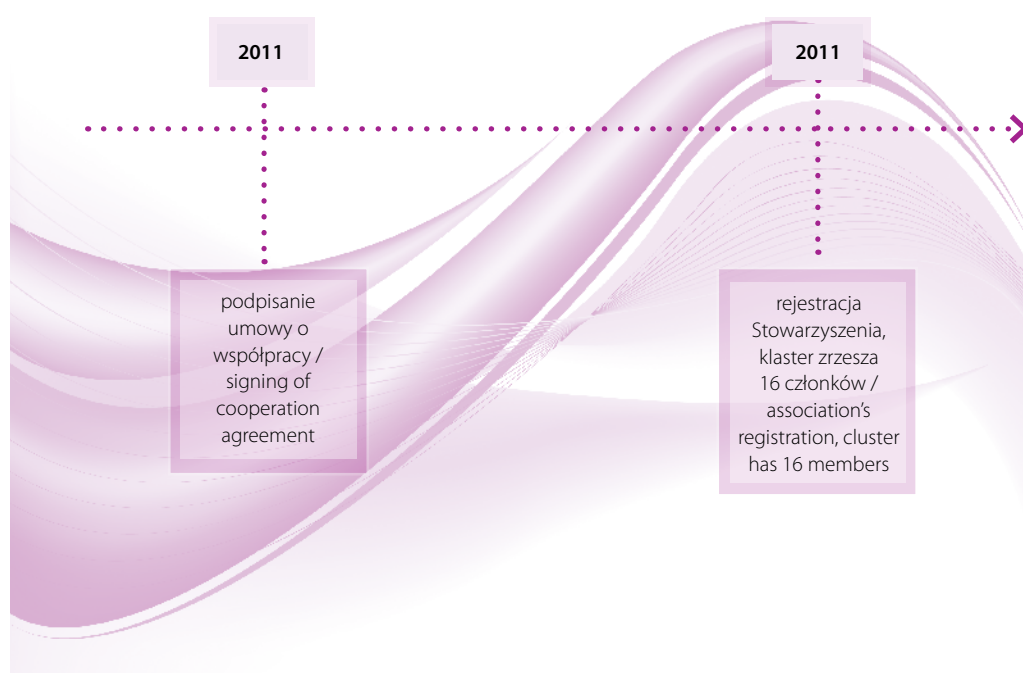 2011
podpisanie
umowy o
współpracy /
signing of
cooperation
agreement
2011
rejestracja
Stowarzyszenia,
klaster zrzesza
16 członków /
association's
registration, cluster
has 16 members